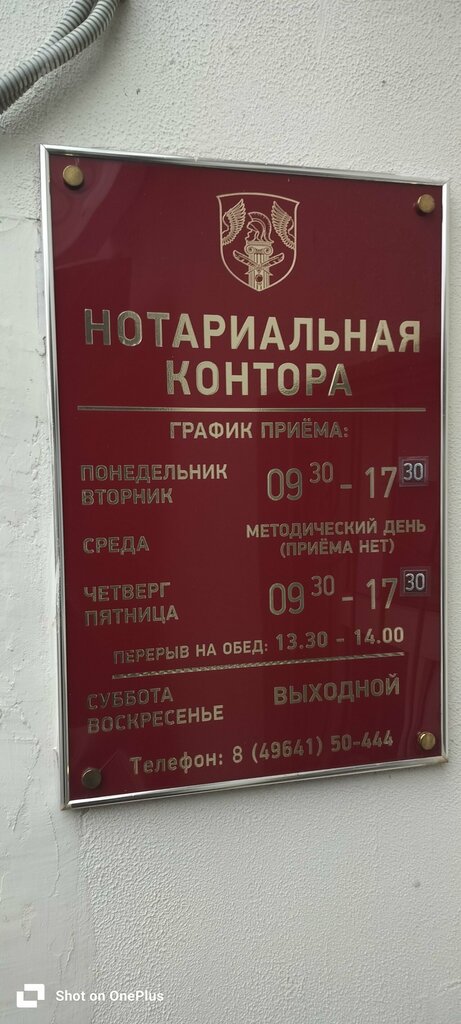 НОТАРИАЛЬНАЯ
КОНТОРА
ГРАФИК ПРИЁМА:
ПОНЕДЕЛЬНИК
ВТОРНИК
09 30 - 17 30
СРЕДА
МЕТОДИЧЕСКИЙ ДЕНЬ
(ПРИЁМА НЕТ)
ЧЕТВЕРГ
ПЯТНИЦА
09 30 - 17 30
ПЕРЕРЫВ НА ОБЕД: 13.30 - 14.00
СУББОТА
ВОСКРЕСЕНЬЕ
ВЫХОДНОЙ
Телефон: 8 (49641) 50-444
Shot on OnePlus